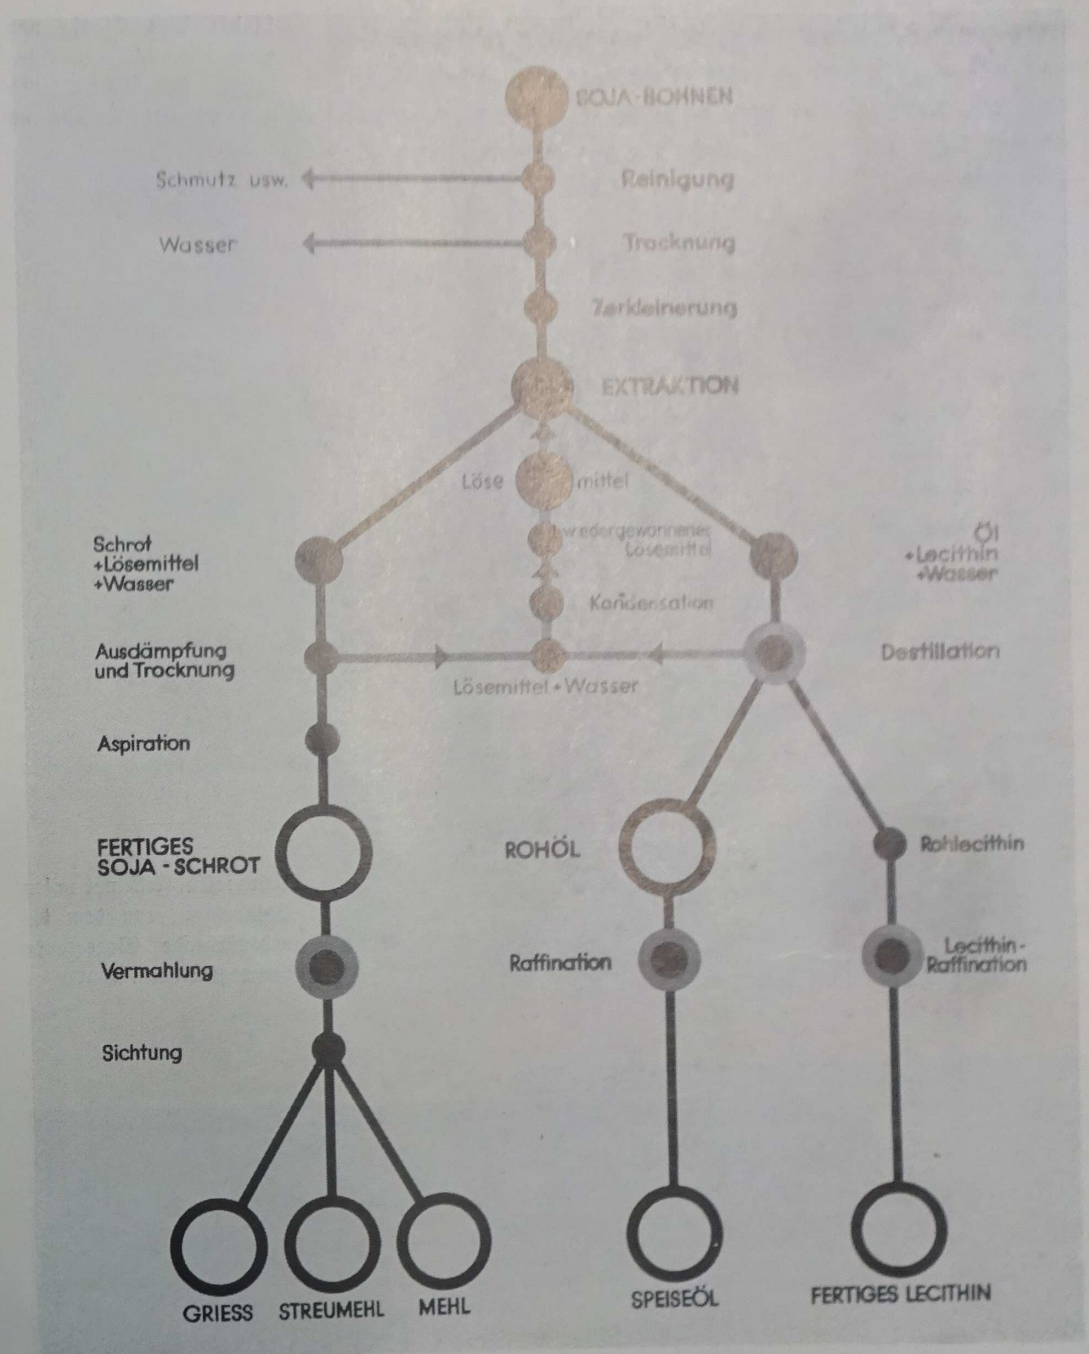 SOJA-BOHNEN
Schmutz usw.
Reinigung
Wasser
Trocknung
Zerkleinerung
EXTRAKTION
Löse mittel
wiedergewonnenes
Lösemittel
Schrot
+Lösemittel
+Wasser
Öl
+Lecithin
+Wasser
Kondensation
Ausdämpfung
und Trocknung
Lösemittel+Wasser
Destillation
Aspiration
FERTIGES
SOJA-SCHROT
ROHÖL
Rohlecithin
Vermahlung
Raffination
Lecithin-
Raffination
Sichtung
GRIESS
STREUMEHL
MEHL
SPEISEÖL
FERTIGES LECITHIN